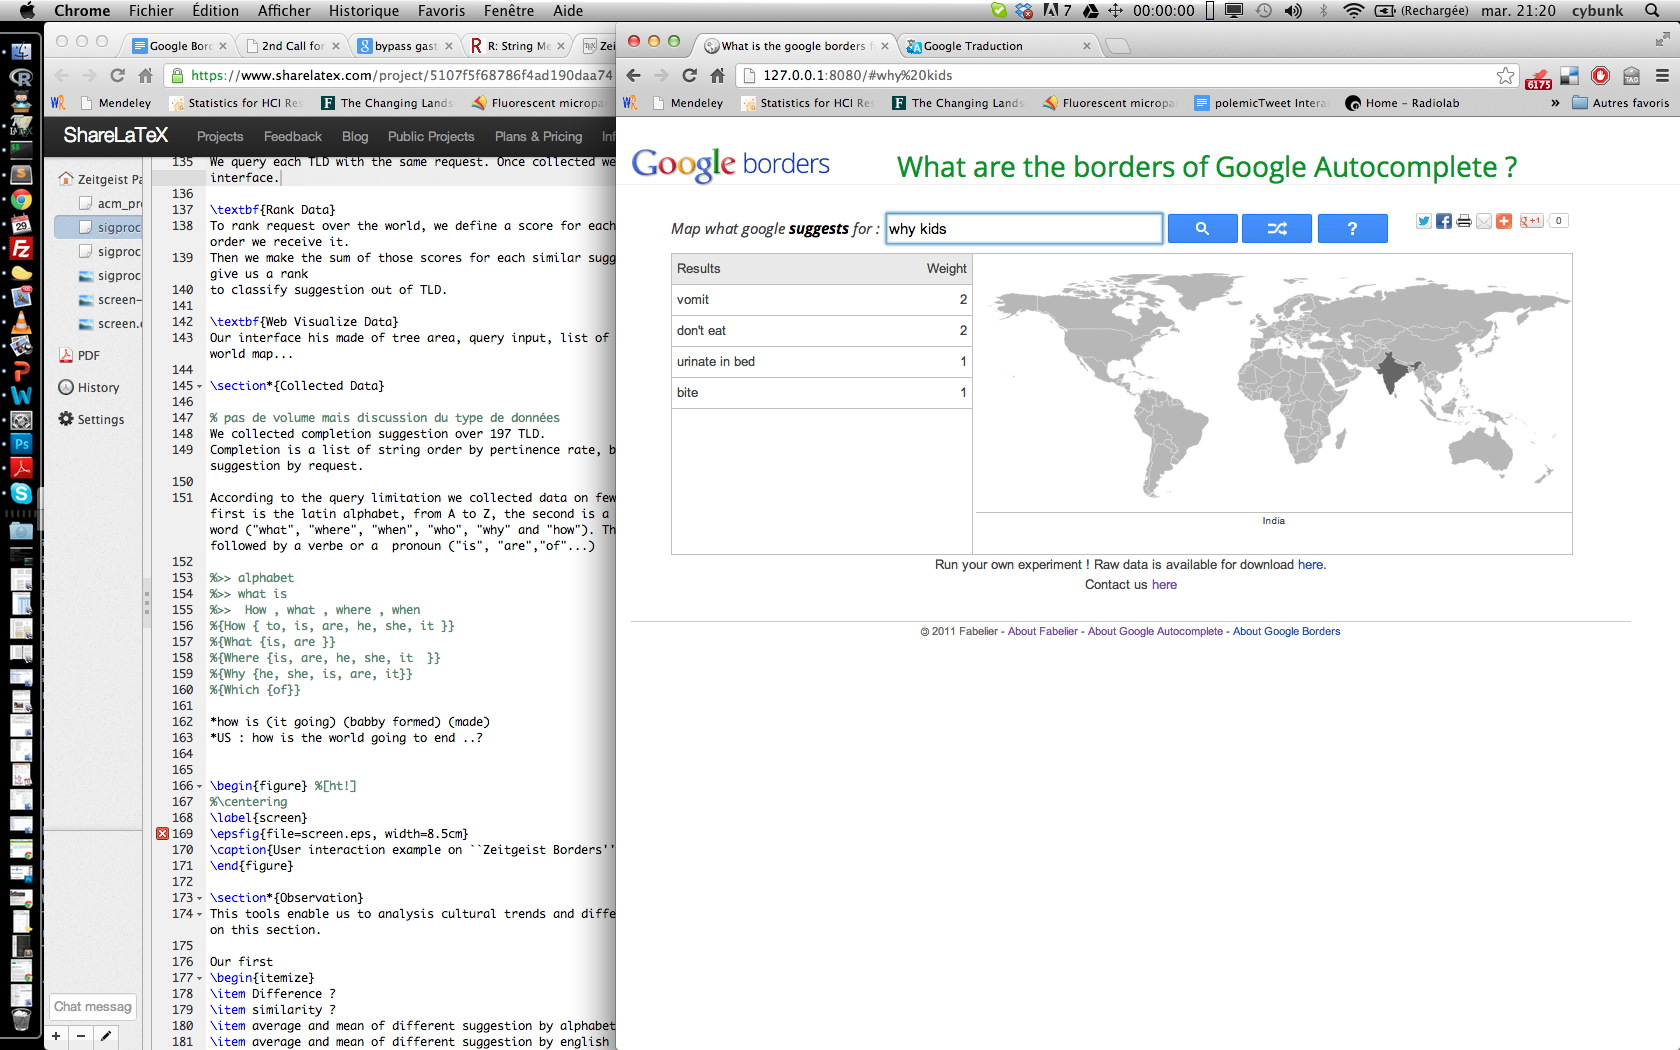 Chrome Fichier Édition Afficher Historique Favoris Fenêtre Aide
7 00:00:00 (Rechargée) mar. 21:20 cybunk
Google Bor
2nd Call for
bypass gast
R: String Me
Zei
https://www.sharelatex.com/project/5107f5f68786f4ad190daa74
Mendeley
Statistics for HCI Res
The Changing Lands
Fluorescent micropa
ShareLaTeX Projects Feedback Blog Public Projects Plans & Pricing
Zeitgeist Pa
acm_pr
sigproc
sigproc
sigproc
screen-
screen.
PDF
History
Settings
Chat messag
135 We query each TLD with the same request. Once collected we
interface.
136
137 \textbf{Rank Data}
138 To rank request over the world, we define a score for each
order we receive it.
139 Then we make the sum of those scores for each similar sugg
give us a rank
140 to classify suggestion out of TLD.
141
142 \textbf{Web Visualize Data}
143 Our interface his made of tree area, query input, list of
world map...
144
145 \section*{Collected Data}
146
147 % pas de volume mais discussion du type de données
148 We collected completion suggestion over 197 TLD.
149 Completion is a list of string order by pertinence rate, b
suggestion by request.
150
151 According to the query limitation we collected data on few
first is the latin alphabet, from A to Z, the second is a
word ("what", "where", "when", "who", "why" and "how"). Th
followed by a verbe or a  pronoun ("is", "are","of"...)
152
153 %>> alphabet
154 %>> what is
155 %>>  How , what , where , when
156 %{How { to, is, are, he, she, it }}
157 %{What {is, are }}
158 %{Where {is, are, he, she, it  }}
159 %{Why {he, she, is, are, it}}
160 %{Which {of}}
161
162 *how is (it going) (babby formed) (made)
163 *US : how is the world going to end ..?
164
165
166 \begin{figure} %[ht!]
167 %\centering
168 \label{screen}
169 \epsfig{file=screen.eps, width=8.5cm}
170 \caption{User interaction example on ``Zeitgeist Borders''
171 \end{figure}
172
173 \section*{Observation}
174 This tools enable us to analysis cultural trends and diffe
on this section.
175
176 Our first
177 \begin{itemize}
178 \item Difference ?
179 \item similarity ?
180 \item average and mean of different suggestion by alphabet
181 \item average and mean of different suggestion by english
What is the google borders f
Google Traduction
127.0.0.1:8080/#why%20kids
6175
Mendeley
Statistics for HCI Res
The Changing Lands
Fluorescent micropa
polemicTweet Intera
Home – Radiolab
» Autres favoris
Google borders
What are the borders of Google Autocomplete ?
Map what google suggests for :
why kids
?
+1 0
Results Weight
vomit 2
don't eat 2
urinate in bed 1
bite 1
India
Run your own experiment ! Raw data is available for download here.
Contact us here
@ 2011 Fabelier - About Fabelier - About Google Autocomplete - About Google Borders